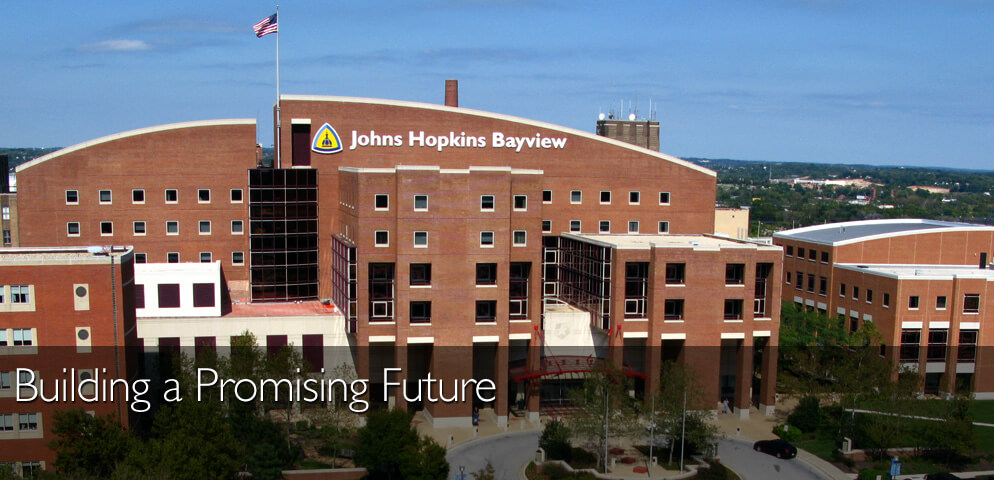 Johns Hopkins Bayview
Building a Promising Future